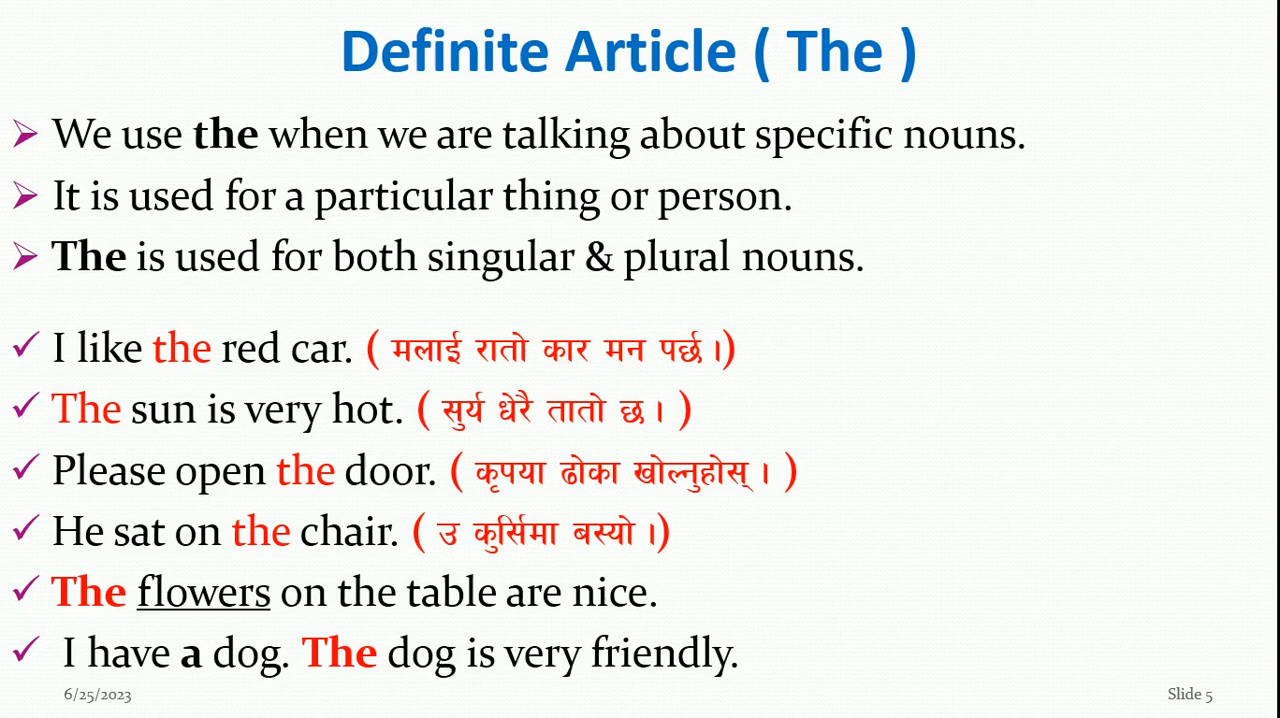 Definite Article ( The )
➢ We use the when we are talking about specific nouns.
➢ It is used for a particular thing or person.
➢ The is used for both singular & plural nouns.
✓ I like the red car. ( मलाई रातो कार मन पर्छ ।)
✓ The sun is very hot. ( सुर्य धेरै तातो छ । )
✓ Please open the door. ( कृपया ढोका खोल्नुहोस् । )
✓ He sat on the chair. ( उ कुर्सिमा बस्यो ।)
✓ The flowers on the table are nice.
✓ I have a dog. The dog is very friendly.
6/25/2023 Slide 5